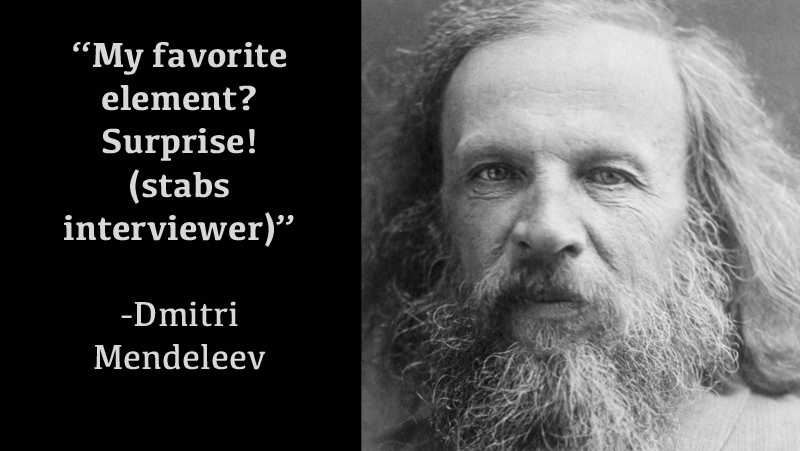 “My favorite
element?
Surprise!
(stabs
interviewer)”
-Dmitri
Mendeleev